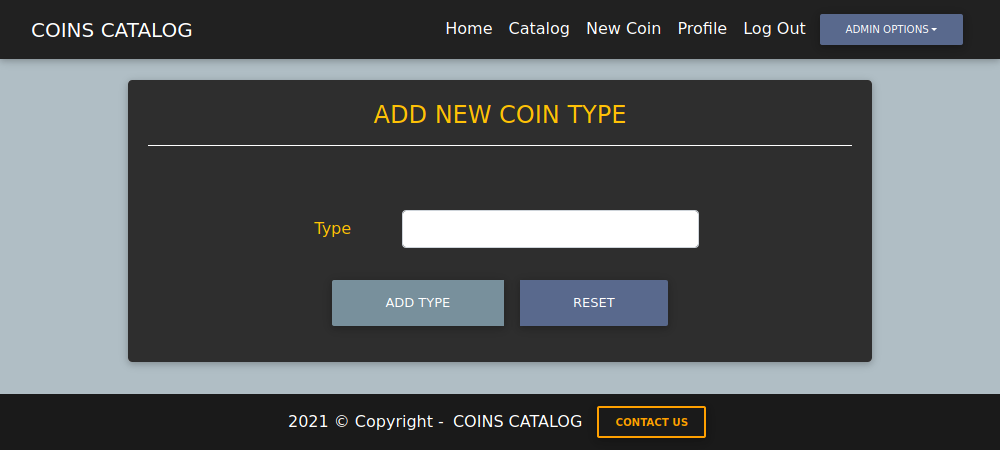 COINS CATALOG Home Catalog New Coin Profile Log Out ADMIN OPTIONS
ADD NEW COIN TYPE
Type
ADD TYPE RESET
2021 © Copyright - COINS CATALOG CONTACT US